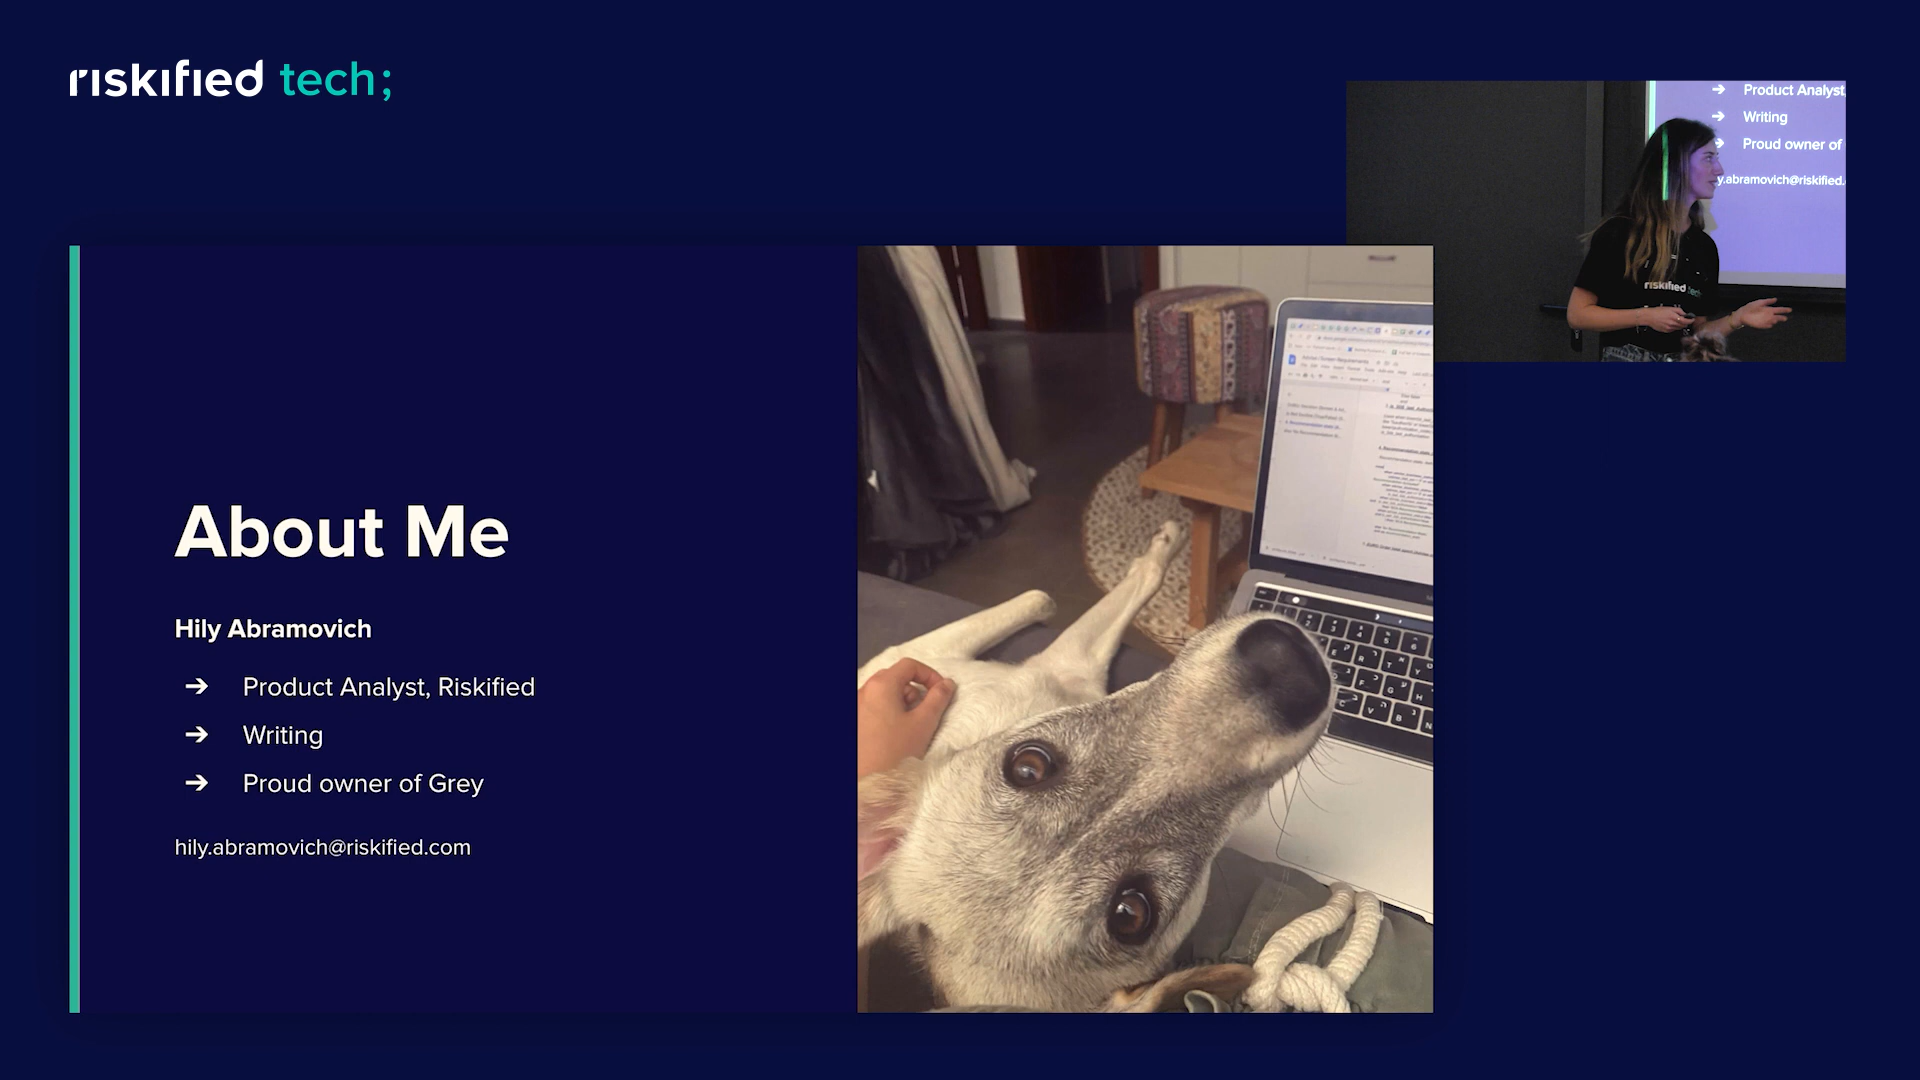 riskified tech;
Product Analyst,
Writing
Proud owner of
y.abramovich@riskified.
riskified tech
About Me
Hily Abramovich
➔ Product Analyst, Riskified
➔ Writing
➔ Proud owner of Grey
hily.abramovich@riskified.com